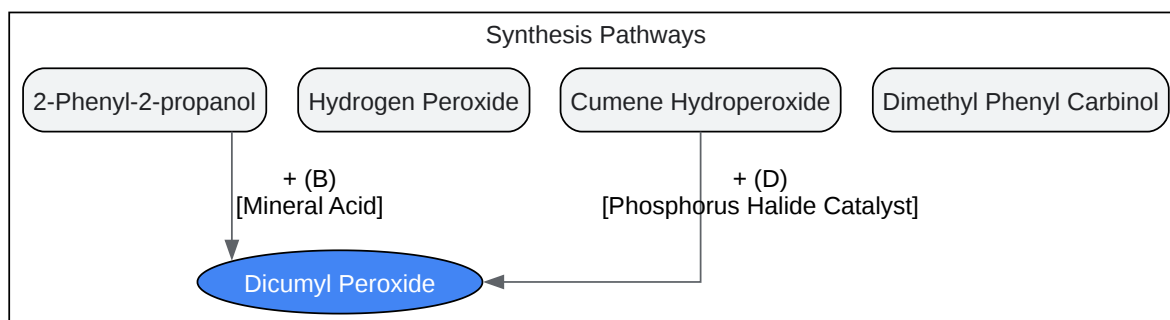 Synthesis Pathways
2-Phenyl-2-propanol
Hydrogen Peroxide
Cumene Hydroperoxide
Dimethyl Phenyl Carbinol
+ (B)
[Mineral Acid]
+ (D)
[Phosphorus Halide Catalyst]
Dicumyl Peroxide